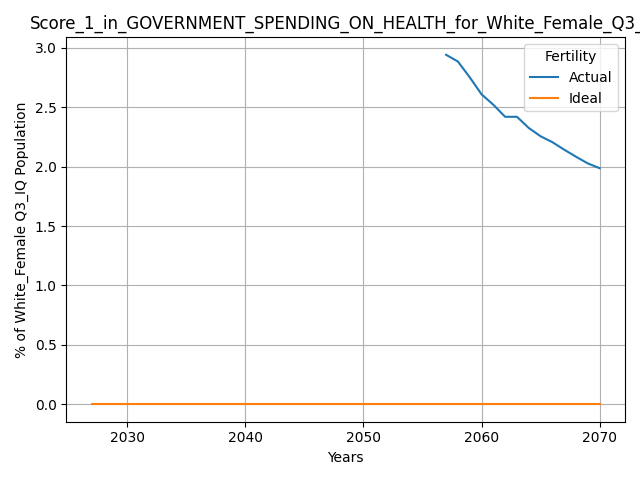 Score_1_in_GOVERNMENT_SPENDING_ON_HEALTH_for_White_Female_Q3_
Fertility
Actual
Ideal
3.0
2.5
2.0
1.5
1.0
0.5
0.0
% of White_Female Q3_IQ Population
2030
2040
2050
2060
2070
Years